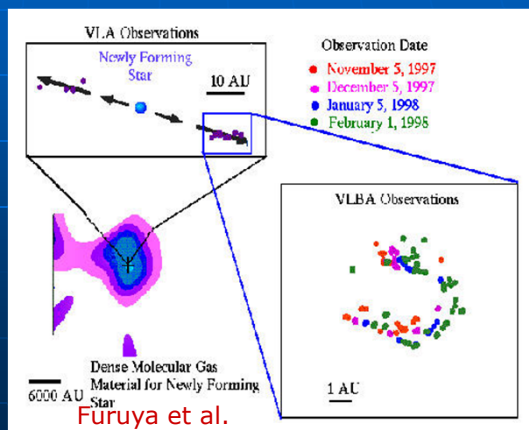 VLA Observations
Newly Forming
Star
10 AU
Observation Date
November 5, 1997
December 5, 1997
January 5, 1998
February 1, 1998
VLBA Observations
1 AU
Dense Molecular Gas
Material for Newly Forming
Star
6000 AU
Furuya et al.